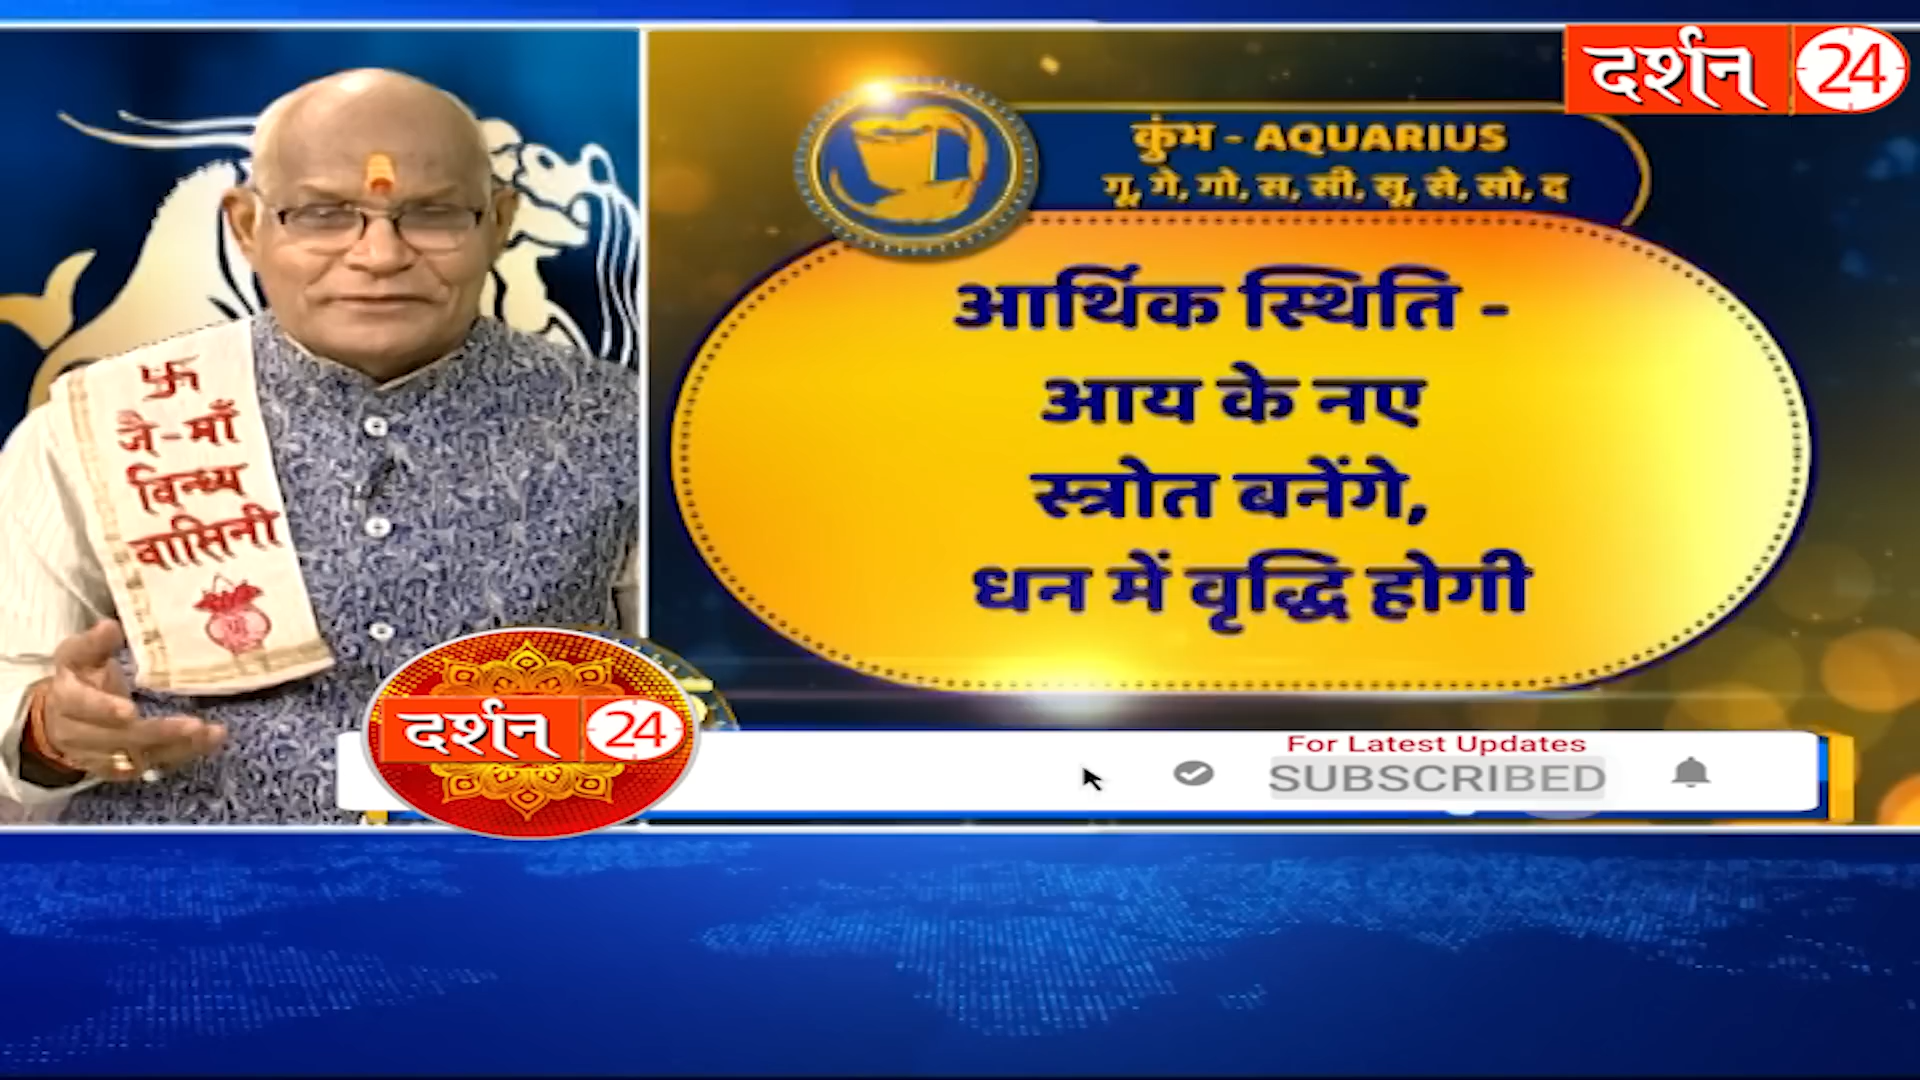 दर्शन 24
कुंभ - AQUARIUS
गू, गे, गो, स, सी, सू, से, सो, द
आर्थिक स्थिति -
आय के नए
स्त्रोत बनेंगे,
धन में वृद्धि होगी
जै-माँ
विन्ध्य
वासिनी
दर्शन 24
For Latest Updates
SUBSCRIBED